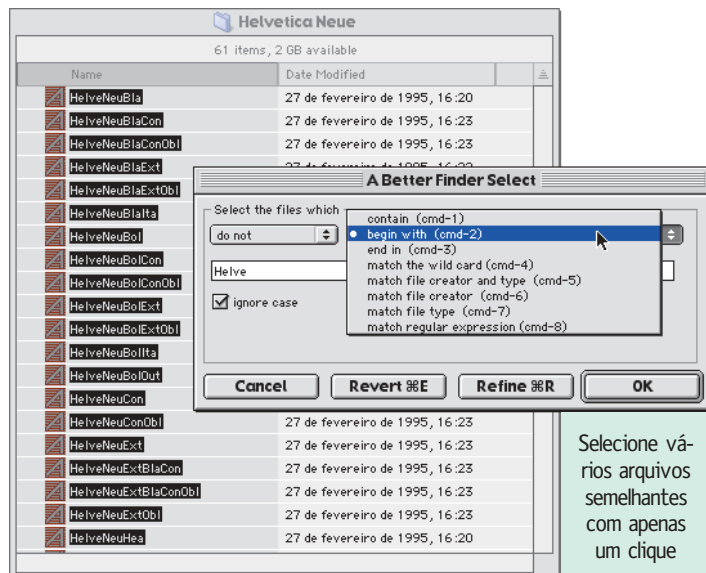 Helvetica Neue
61 items, 2 GB available
Name Date Modified
HelveNeuBla 27 de fevereiro de 1995, 16:20
HelveNeuBlaCon 27 de fevereiro de 1995, 16:23
HelveNeuBlaConObl 27 de fevereiro de 1995, 16:23
HelveNeuBlaExt
HelveNeuBlaExtObl
HelveNeuBlaIta
HelveNeuBol
HelveNeuBolCon
HelveNeuBolConObl
HelveNeuBolExt
HelveNeuBolExtObl
HelveNeuBolIta
HelveNeuBolOut
HelveNeuCon
HelveNeuConObl 27 de fevereiro de 1995, 16:23
HelveNeuExt 27 de fevereiro de 1995, 16:23
HelveNeuExtBlaCon 27 de fevereiro de 1995, 16:23
HelveNeuExtBlaConObl 27 de fevereiro de 1995, 16:23
HelveNeuExtObl 27 de fevereiro de 1995, 16:23
HelveNeuHea 27 de fevereiro de 1995, 16:20
A Better Finder Select
Select the files which
do not
contain (cmd-1)
begin with (cmd-2)
end in (cmd-3)
match the wild card (cmd-4)
match file creator and type (cmd-5)
match file creator (cmd-6)
match file type (cmd-7)
match regular expression (cmd-8)
Helve
ignore case
Cancel Revert ⌘E Refine ⌘R OK
Selecione vá-
rios arquivos
semelhantes
com apenas
um clique